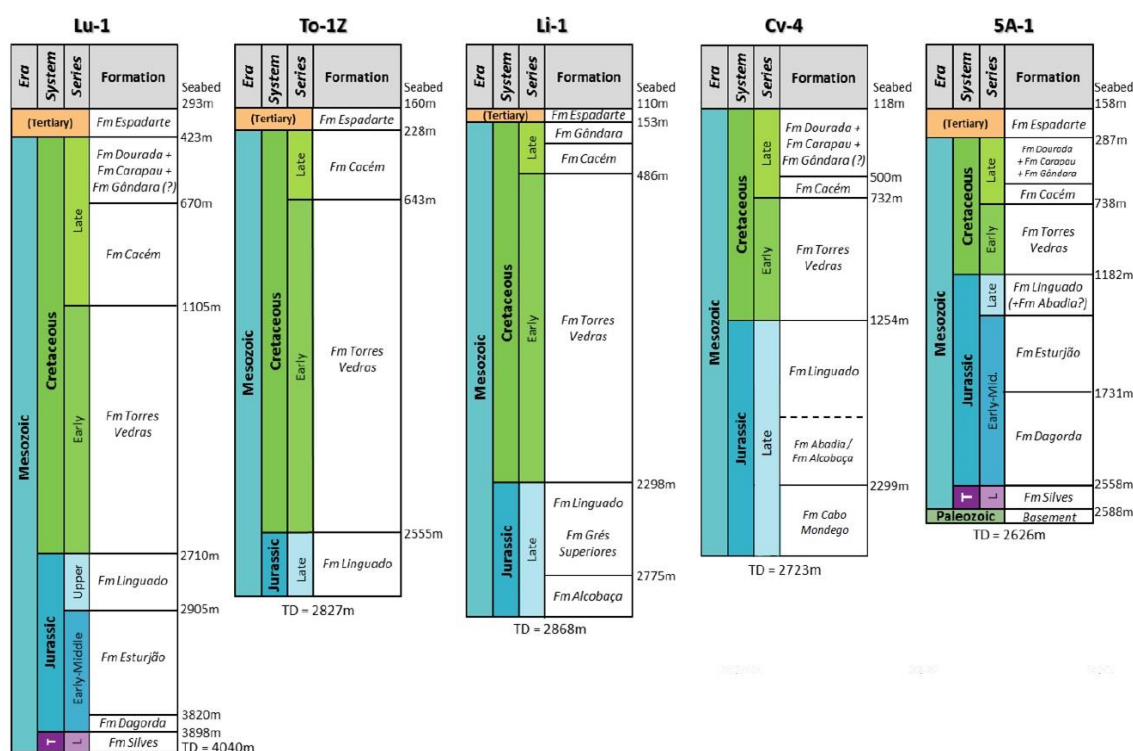 Lu-1
Era
System
Series
Formation
Seabed
293m
(Tertiary)
Fm Espadarte
423m
Mesozoic
Cretaceous
Late
Fm Dourada +
Fm Carapau +
Fm Gândara (?)
670m
Fm Cacém
1105m
Early
Fm Torres
Vedras
2710m
Jurassic
Upper
Fm Linguado
2905m
Early-Middle
Fm Esturjão
3820m
Fm Dagorda
3898m
T
L
Fm Silves
TD = 4040m
To-1Z
Era
System
Series
Formation
Seabed
160m
(Tertiary)
Fm Espadarte
228m
Mesozoic
Cretaceous
Late
Fm Cacém
643m
Early
Fm Torres
Vedras
2555m
Jurassic
Late
Fm Linguado
TD = 2827m
Li-1
Era
System
Series
Formation
Seabed
110m
(Tertiary)
Fm Espadarte
153m
Mesozoic
Cretaceous
Late
Fm Gândara
Fm Cacém
486m
Early
Fm Torres
Vedras
2298m
Jurassic
Late
Fm Linguado
Fm Grés
Superiores
2775m
Fm Alcobaça
TD = 2868m
Cv-4
Era
System
Series
Formation
Seabed
118m
Mesozoic
Cretaceous
Late
Fm Dourada +
Fm Carapau +
Fm Gândara (?)
500m
Fm Cacém
732m
Early
Fm Torres
Vedras
1254m
Jurassic
Late
Fm Linguado
Fm Abadia /
Fm Alcobaça
2299m
Fm Cabo
Mondego
TD = 2723m
5A-1
Era
System
Series
Formation
Seabed
158m
(Tertiary)
Fm Espadarte
287m
Mesozoic
Cretaceous
Late
Fm Dourada
+ Fm Carapau
+ Fm Gândara
Fm Cacém
738m
Early
Fm Torres
Vedras
1182m
Jurassic
Late
Fm Linguado
(+Fm Abadia?)
Early-Mid.
Fm Esturjão
1731m
Fm Dagorda
2558m
T
L
Fm Silves
2588m
Paleozoic
Basement
TD = 2626m